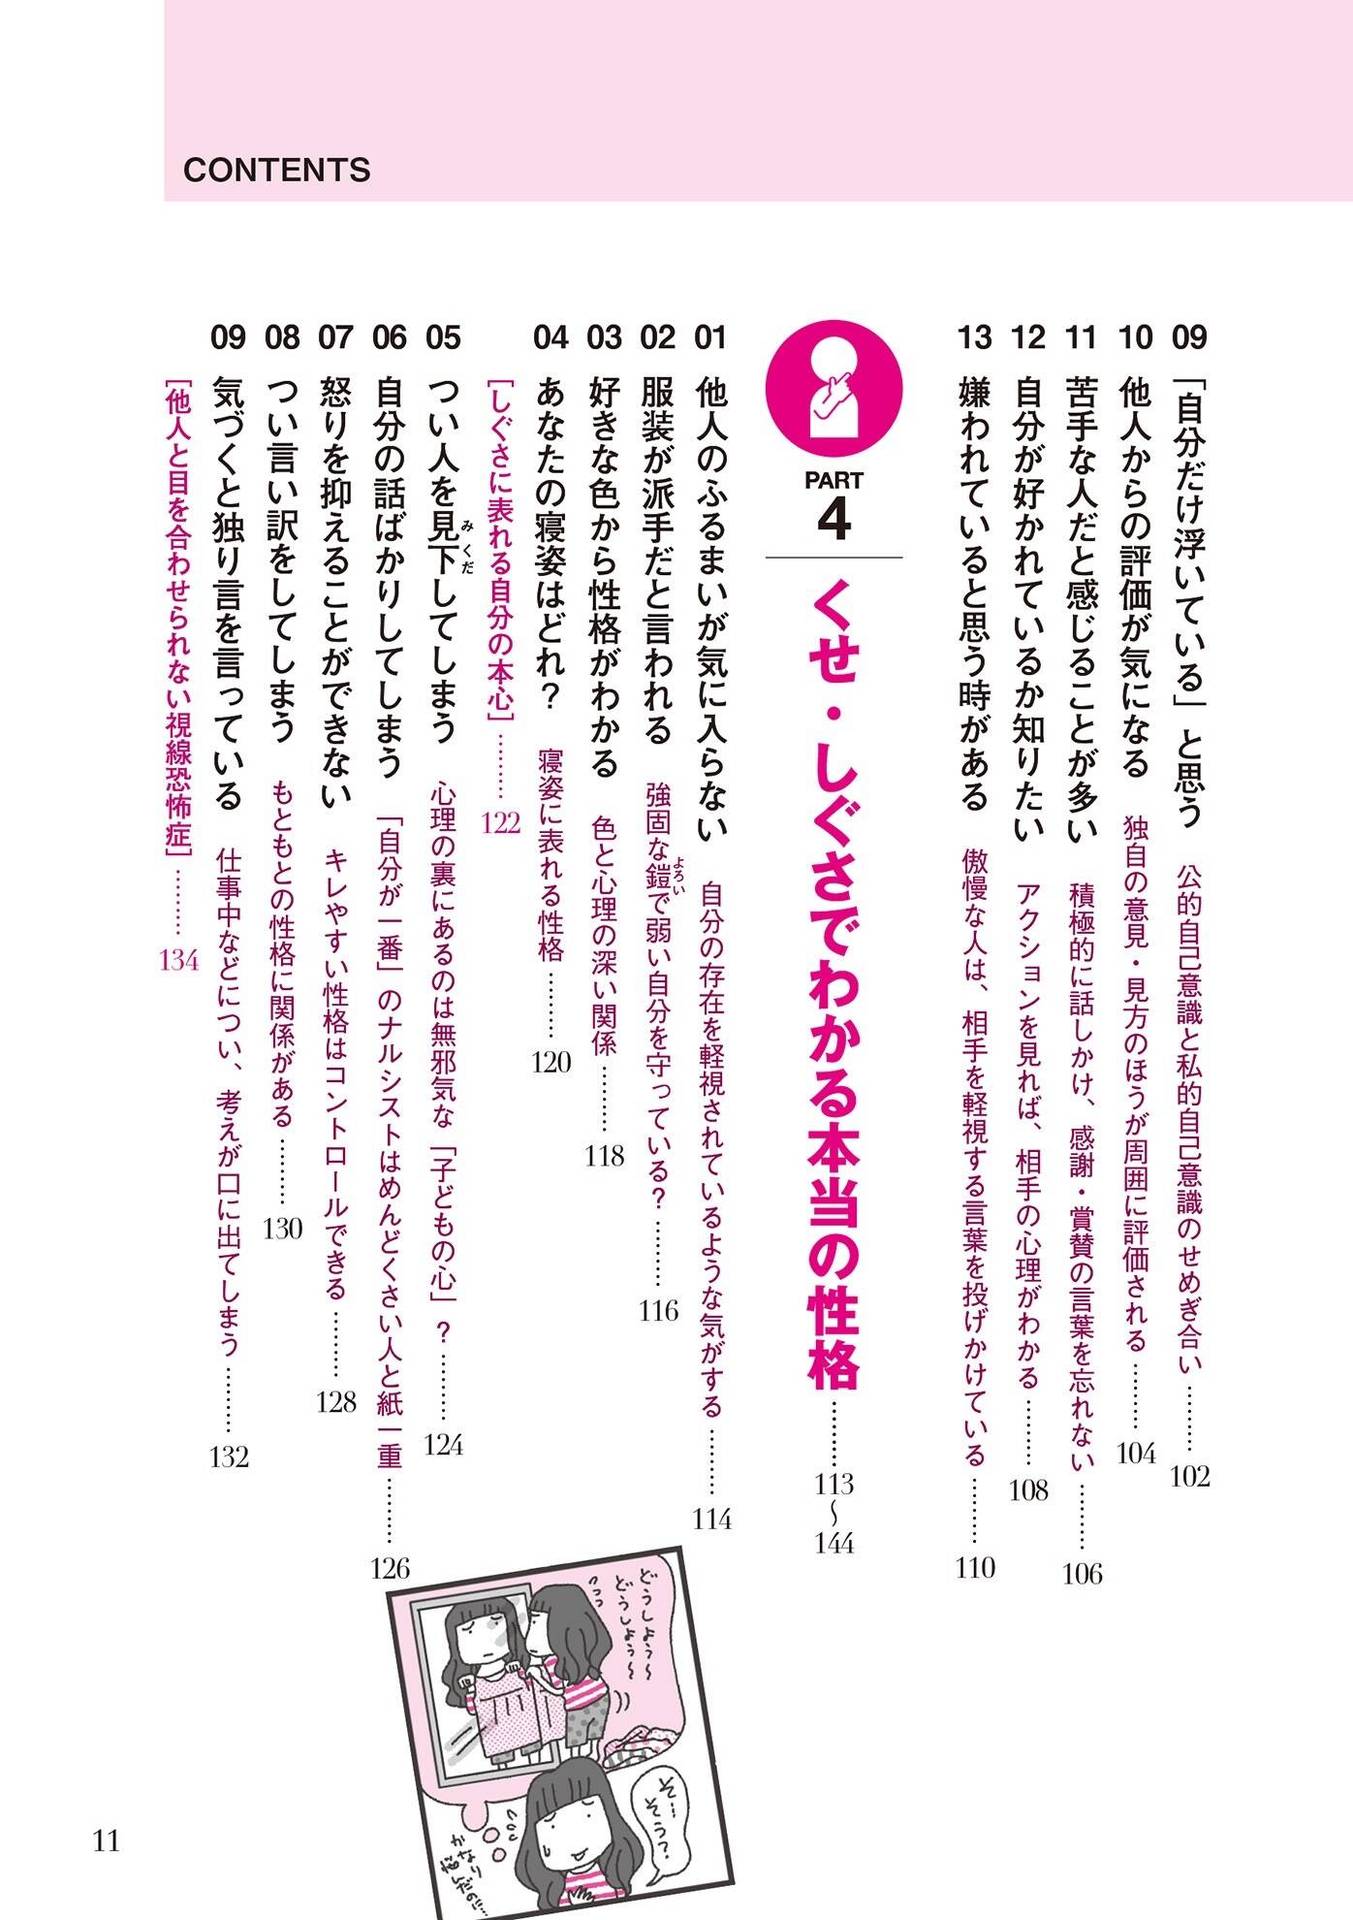 CONTENTS
09 「自分だけ浮いている」と思う 公的自己意識と私的自己意識のせめぎ合い………102
10 他人からの評価が気になる 独自の意見・見方のほうが周囲に評価される………104
11 苦手な人だと感じることが多い 積極的に話しかけ、感謝・賞賛の言葉を忘れない………106
12 自分が好かれているか知りたい アクションを見れば、相手の心理がわかる………108
13 嫌われていると思う時がある 傲慢な人は、相手を軽視する言葉を投げかけている………110
PART
4
くせ・しぐさでわかる本当の性格………113〜144
01 他人のふるまいが気に入らない 自分の存在を軽視されているような気がする………114
02 服装が派手だと言われる 強固な鎧で弱い自分を守っている?………116
よろい
03 好きな色から性格がわかる 色と心理の深い関係………118
04 あなたの寝姿はどれ? 寝姿に表れる性格………120
[しぐさに表れる自分の本心]………122
05 つい人を見下してしまう 心理の裏にあるのは無邪気な「子どもの心」?………124
みくだ
06 自分の話ばかりしてしまう 「自分が一番」のナルシストはめんどくさい人と紙一重………126
07 怒りを抑えることができない キレやすい性格はコントロールできる………128
08 つい言い訳をしてしまう もともとの性格に関係がある………130
09 気づくと独り言を言っている 仕事中などについ、考えが口に出てしまう………132
[他人と目を合わせられない視線恐怖症]………134
どうしよう〜
どうしよう〜
そ…
そう?
かなり
悩んだのに…
11